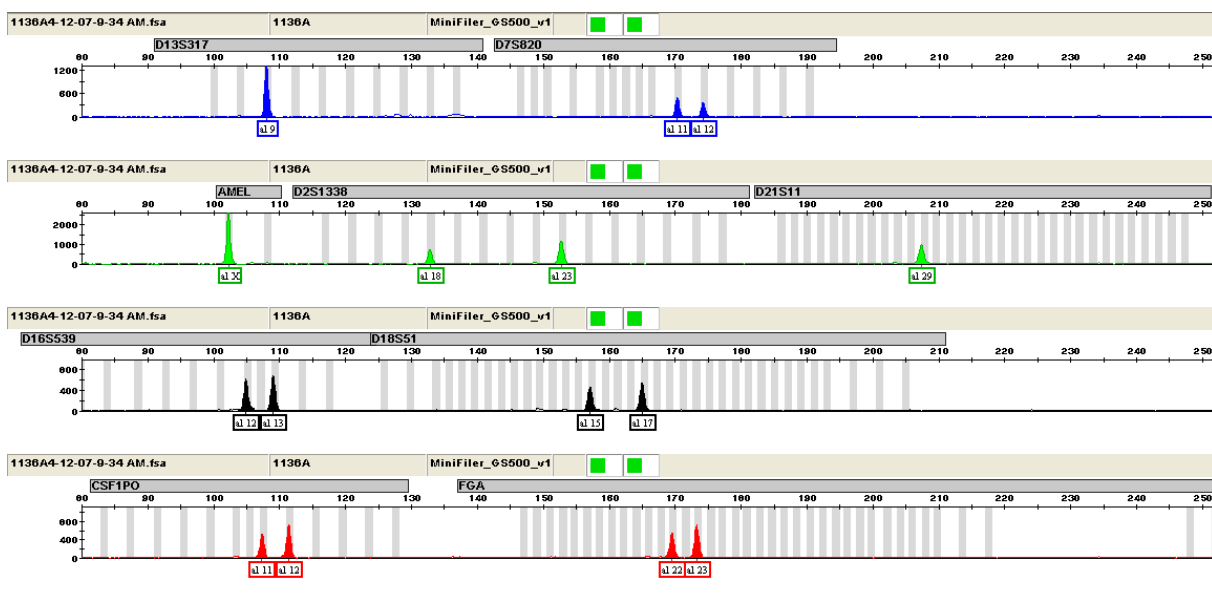 1136A4-12-07-9-34 AM.fsa 1136A MiniFiler_GS500_v1
D13S317 D7S820
80 90 100 110 120 130 140 150 160 170 180 190 200 210 220 230 240 250
1200
600
0
al 9 al 11 al 12
1136A4-12-07-9-34 AM.fsa 1136A MiniFiler_GS500_v1
AMEL D2S1338 D21S11
80 90 100 110 120 130 140 150 160 170 180 190 200 210 220 230 240 250
2000
1000
0
al X al 18 al 23 al 29
1136A4-12-07-9-34 AM.fsa 1136A MiniFiler_GS500_v1
D16S539 D18S51
80 90 100 110 120 130 140 150 160 170 180 190 200 210 220 230 240 250
800
400
0
al 12 al 13 al 15 al 17
1136A4-12-07-9-34 AM.fsa 1136A MiniFiler_GS500_v1
CSF1PO FGA
80 90 100 110 120 130 140 150 160 170 180 190 200 210 220 230 240 250
800
400
0
al 11 al 12 al 22 al 23